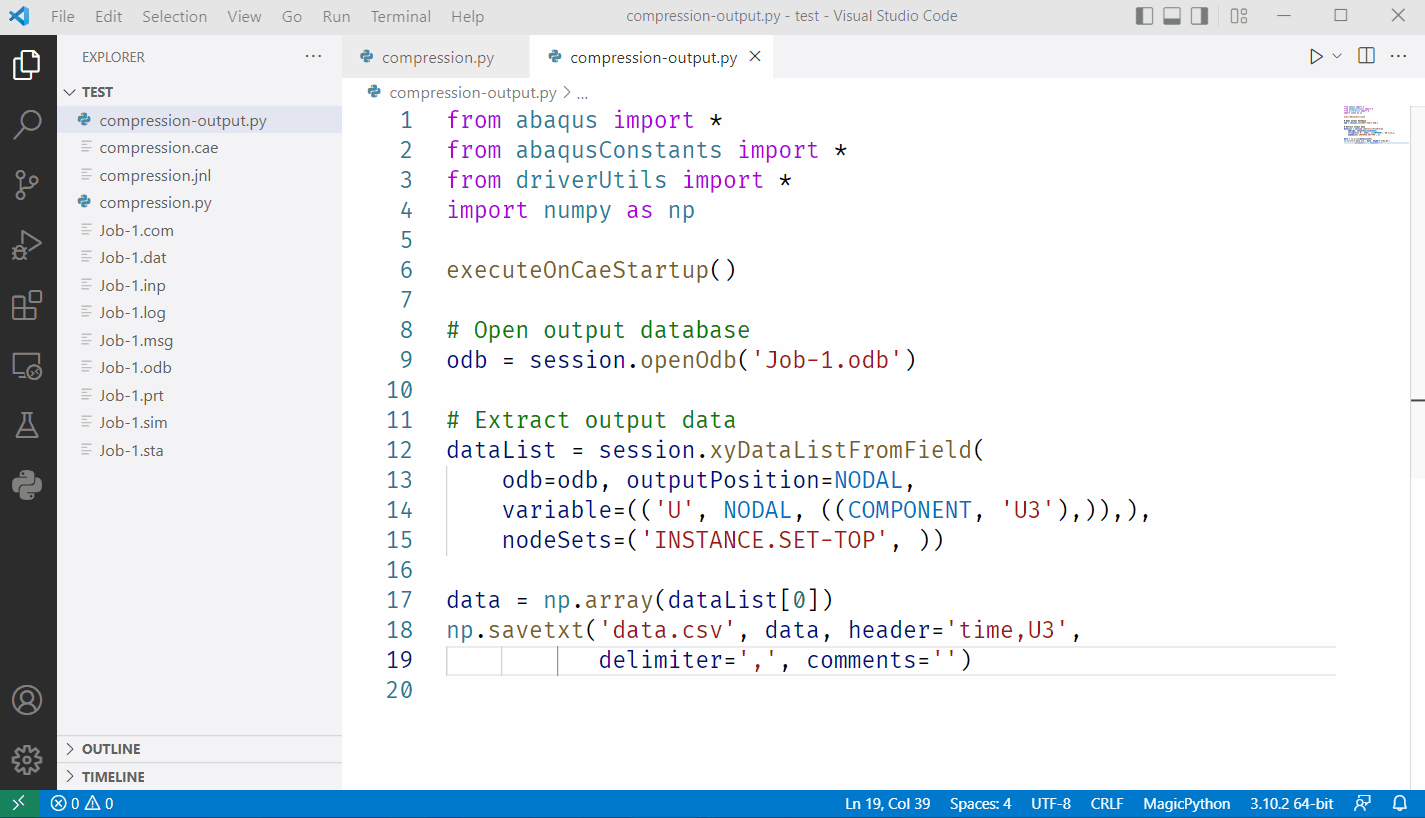 File Edit Selection View Go Run Terminal Help compression-output.py - test - Visual Studio Code
EXPLORER ...
TEST
compression-output.py
compression.cae
compression.jnl
compression.py
Job-1.com
Job-1.dat
Job-1.inp
Job-1.log
Job-1.msg
Job-1.odb
Job-1.prt
Job-1.sim
Job-1.sta
OUTLINE
TIMELINE
compression.py compression-output.py
compression-output.py > ...
1 from abaqus import *
2 from abaqusConstants import *
3 from driverUtils import *
4 import numpy as np
5
6 executeOnCaeStartup()
7
8 # Open output database
9 odb = session.openOdb('Job-1.odb')
10
11 # Extract output data
12 dataList = session.xyDataListFromField(
13     odb=odb, outputPosition=NODAL,
14     variable=(('U', NODAL, ((COMPONENT, 'U3'),)),),
15     nodeSets=('INSTANCE.SET-TOP', ))
16
17 data = np.array(dataList[0])
18 np.savetxt('data.csv', data, header='time,U3',
19            delimiter=',', comments='')
20
0 0 Ln 19, Col 39 Spaces: 4 UTF-8 CRLF MagicPython 3.10.2 64-bit